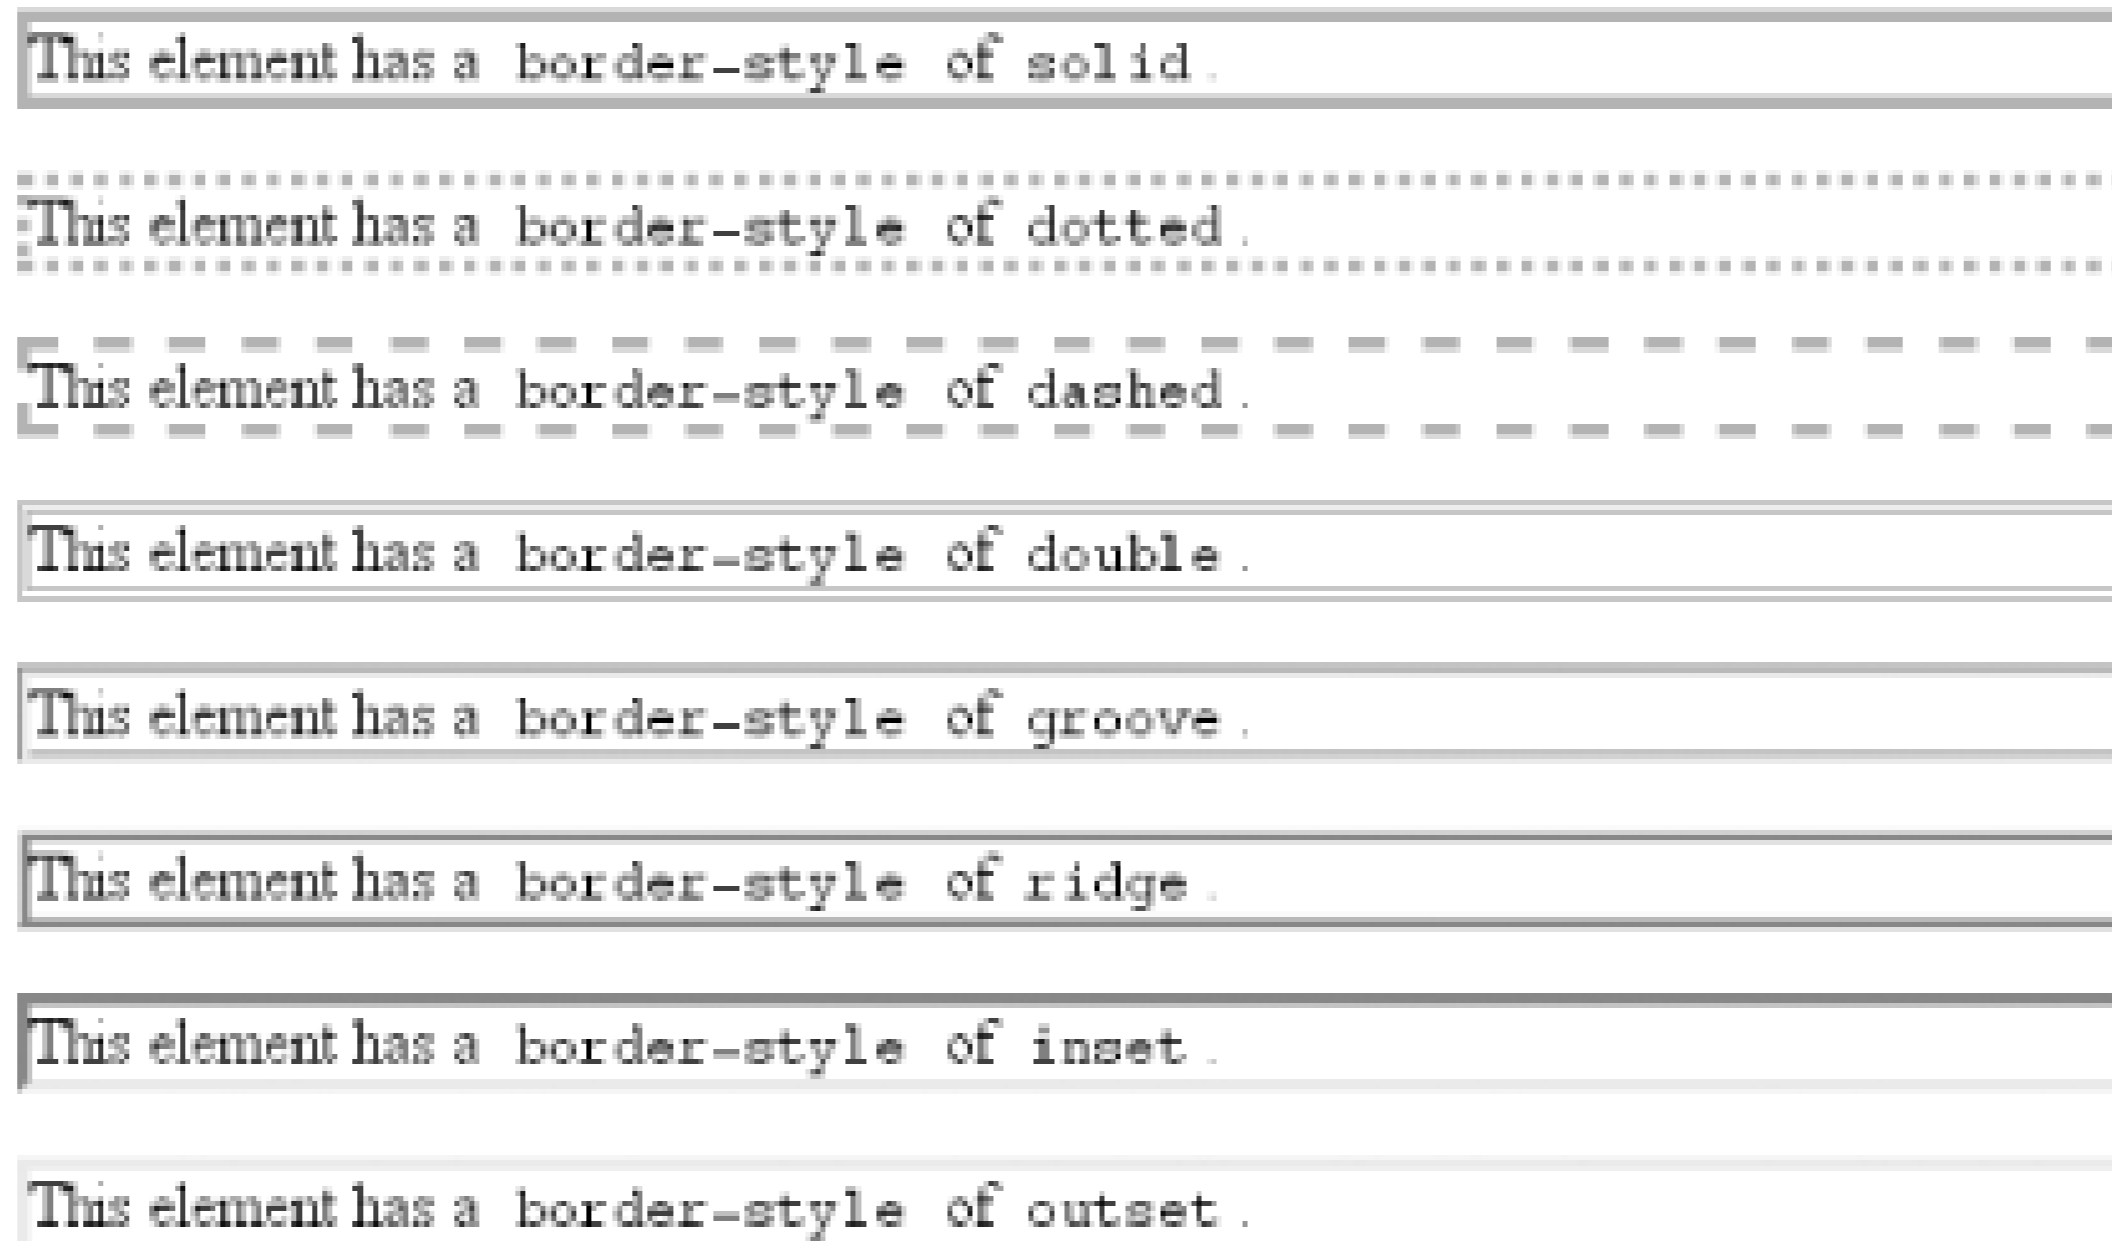 This element has a border-style of solid.
This element has a border-style of dotted.
This element has a border-style of dashed.
This element has a border-style of double.
This element has a border-style of groove.
This element has a border-style of ridge.
This element has a border-style of inset.
This element has a border-style of outset.